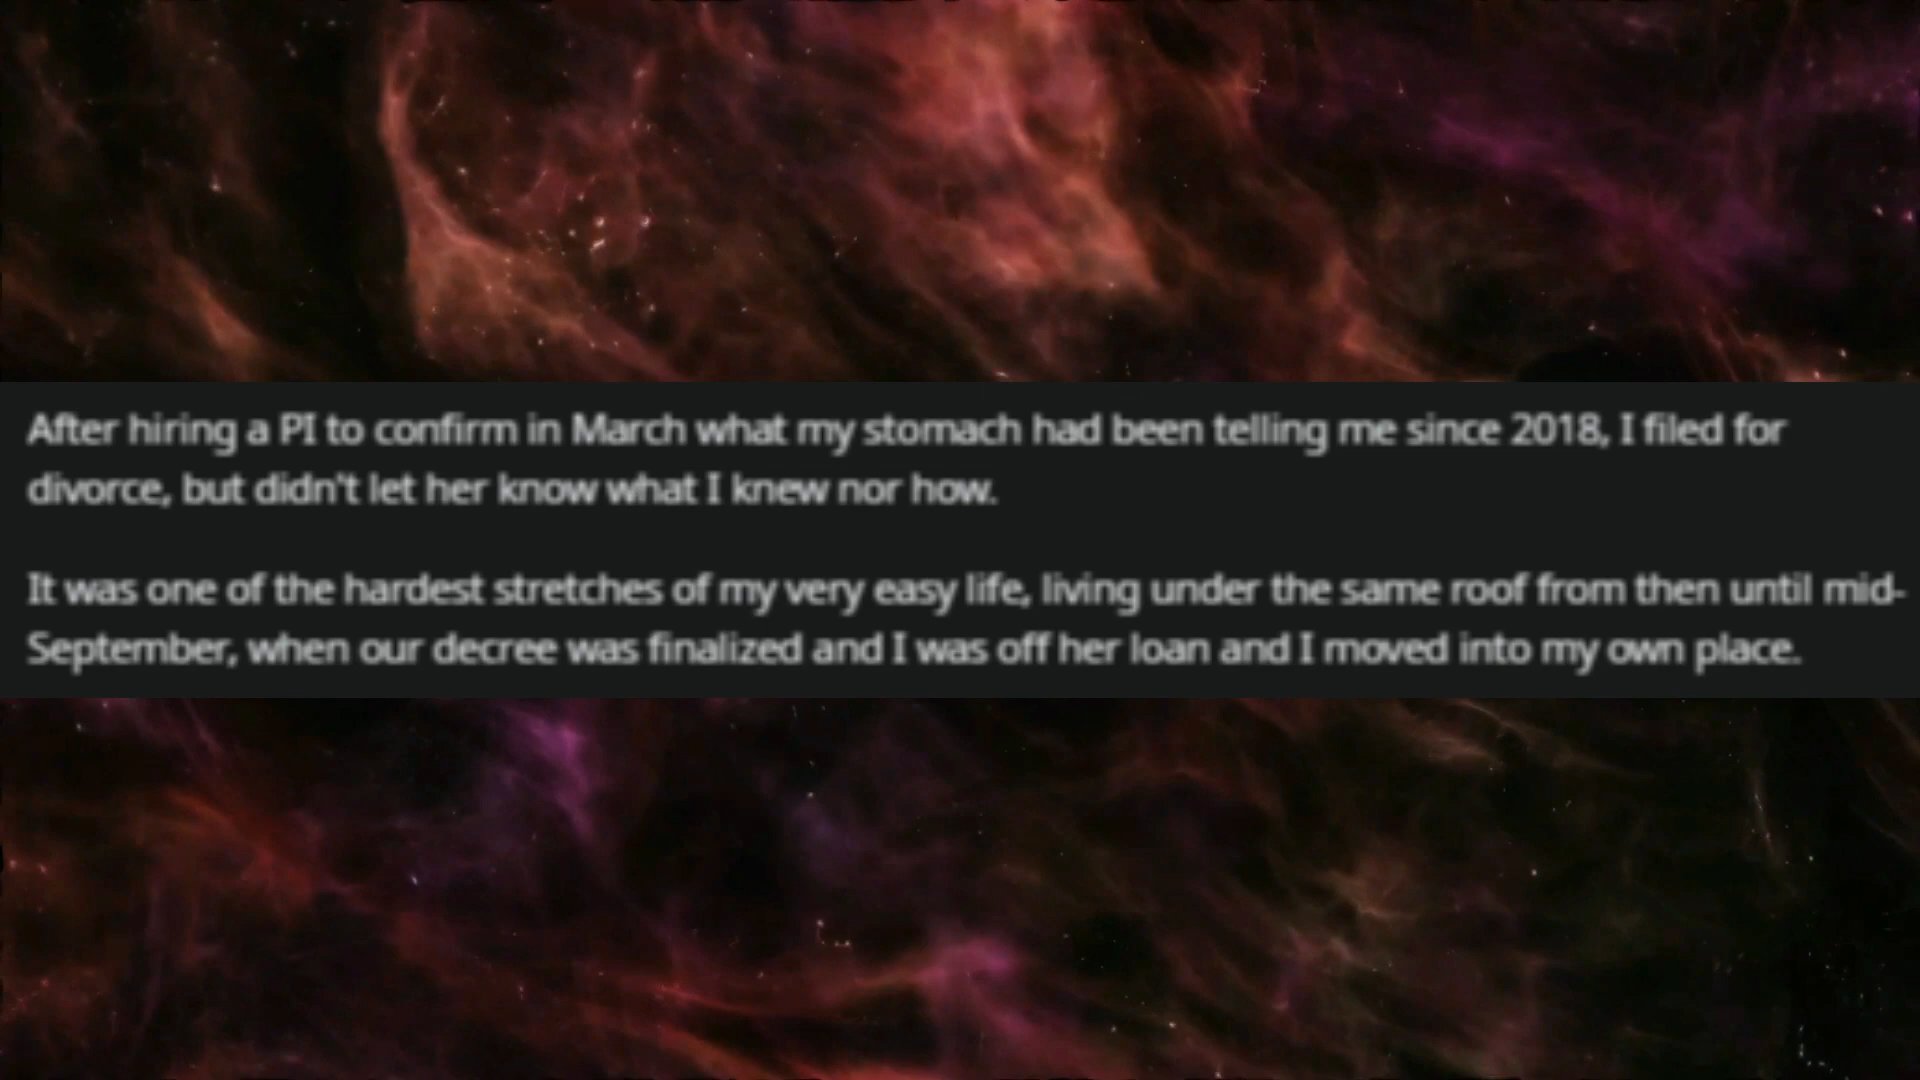 After hiring a PI to confirm in March what my stomach had been telling me since 2018, I filed for
divorce, but didn't let her know what I knew nor how.
It was one of the hardest stretches of my very easy life, living under the same roof from then until mid-
September, when our decree was finalized and I was off her loan and I moved into my own place.